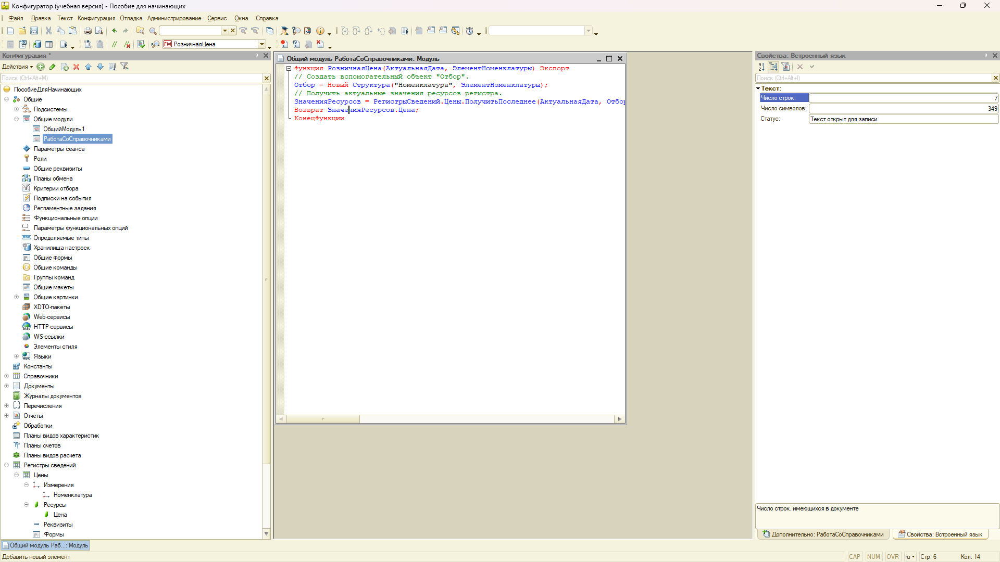 Конфигуратор (учебная версия) - Пособие для начинающих
Файл Правка Текст Конфигурация Отладка Администрирование Сервис Окна Справка
РозничнаяЦена
Конфигурация *
Действия
Поиск (Ctrl+Alt+M)
ПособиеДляНачинающих
Общие
Подсистемы
Общие модули
ОбщийМодуль1
РаботаСоСправочниками
Параметры сеанса
Роли
Общие реквизиты
Планы обмена
Критерии отбора
Подписки на события
Регламентные задания
Функциональные опции
Параметры функциональных опций
Определяемые типы
Хранилища настроек
Общие формы
Общие команды
Группы команд
Общие макеты
Общие картинки
XDTO-пакеты
Web-сервисы
HTTP-сервисы
WS-ссылки
Элементы стиля
Языки
Константы
Справочники
Документы
Журналы документов
Перечисления
Отчеты
Обработки
Планы видов характеристик
Планы счетов
Планы видов расчета
Регистры сведений
Цены
Измерения
Номенклатура
Ресурсы
Цена
Реквизиты
Формы
Общий модуль РаботаСоСправочниками: Модуль
Функция РозничнаяЦена(АктуальнаяДата, ЭлементНоменклатуры) Экспорт
// Создать вспомогательный объект "Отбор".
Отбор = Новый Структура("Номенклатура", ЭлементНоменклатуры);
// Получить актуальные значения ресурсов регистра.
ЗначенияРесурсов = РегистрыСведений.Цены.ПолучитьПоследнее(АктуальнаяДата, Отбор
Возврат ЗначенияРесурсов.Цена;
КонецФункции
Свойства: Встроенный язык
Поиск (Ctrl+Alt+I)
Текст:
Число строк: 7
Число символов: 349
Статус: Текст открыт для записи
Число строк, имеющихся в документе
Дополнительно: РаботаСоСправочниками Свойства: Встроенный язык
Общий модуль Раб...: Модуль
Добавить новый элемент CAP NUM OVR ru Стр: 6 Кол: 14